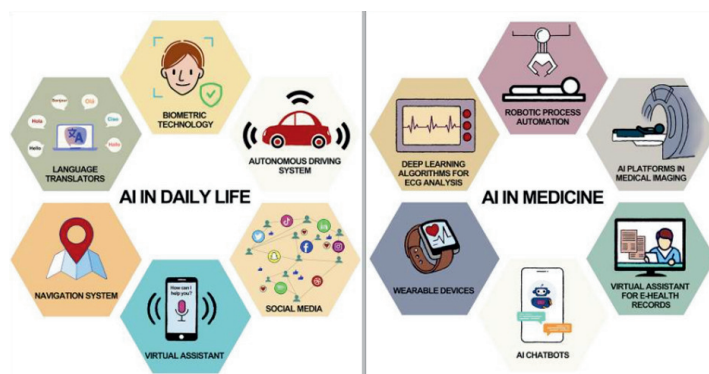 AI IN DAILY LIFE
BIOMETRIC
TECHNOLOGY
AUTONOMOUS DRIVING
SYSTEM
SOCIAL MEDIA
How can I
help you?
VIRTUAL ASSISTANT
NAVIGATION SYSTEM
Bonjour
Olá
Hola
Ciao
Hello
Hallo
A
LANGUAGE
TRANSLATORS
AI IN MEDICINE
ROBOTIC PROCESS
AUTOMATION
AI PLATFORMS IN
MEDICAL IMAGING
VIRTUAL ASSISTANT
FOR E-HEALTH
RECORDS
AI CHATBOTS
WEARABLE DEVICES
DEEP LEARNING
ALGORITHMS FOR
ECG ANALYSIS